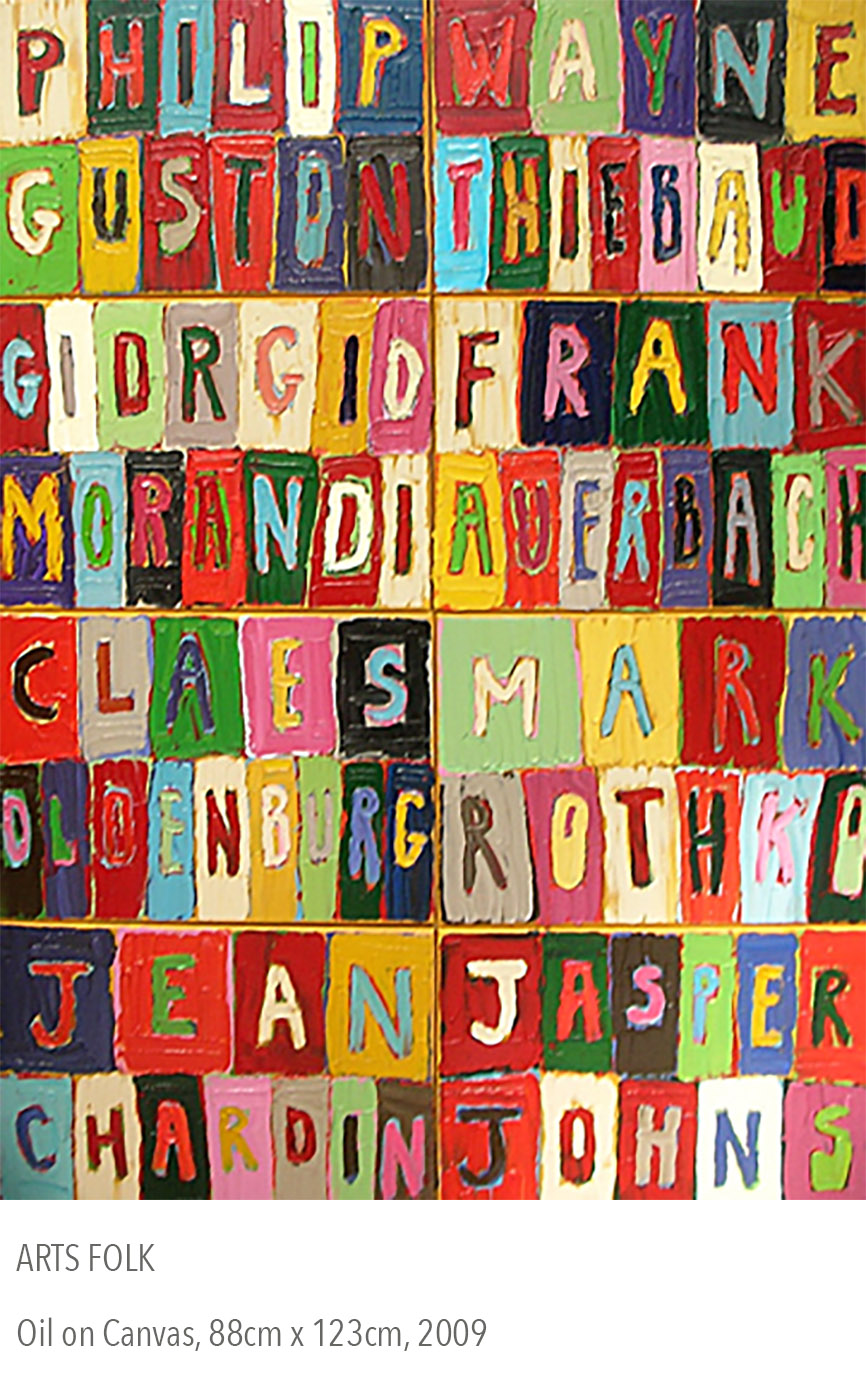 PHILIP
GUSTON
WAYNE
THIEBAUD
GIORGIO
MORANDI
FRANK
AUERBACH
CLAES
OLDENBURG
MARK
ROTHKO
JEAN
CHARDIN
JASPER
JOHNS
ARTS FOLK
Oil on Canvas, 88cm x 123cm, 2009